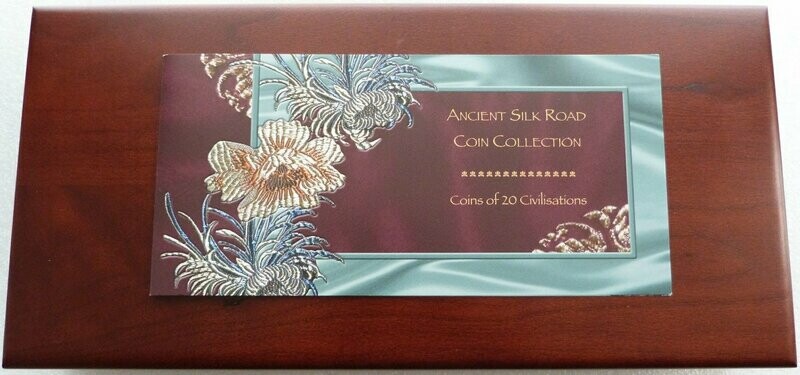 Ancient Silk Road
Coin Collection
Coins of 20 Civilisations